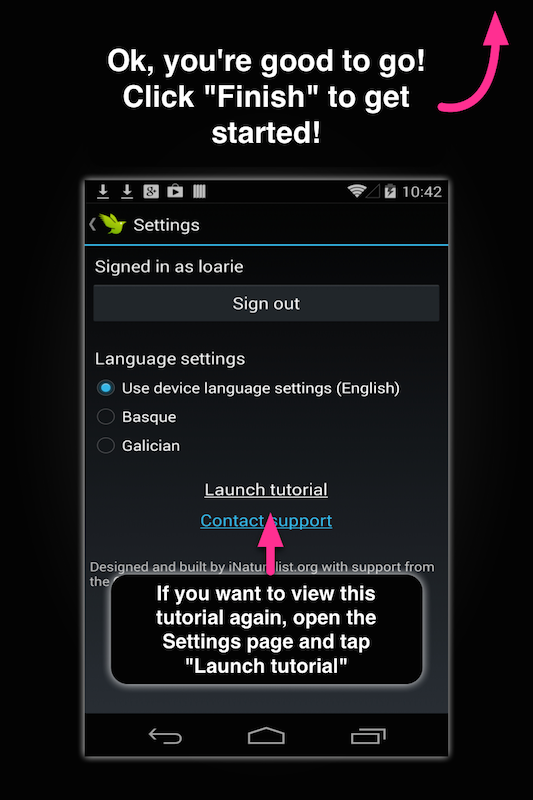 Ok, you're good to go!
Click "Finish" to get
started!
10:42
Settings
Signed in as loarie
Sign out
Language settings
Use device language settings (English)
Basque
Galician
Launch tutorial
Contact support
Designed and built by iNaturalist.org with support from
the
If you want to view this
tutorial again, open the
Settings page and tap
"Launch tutorial"